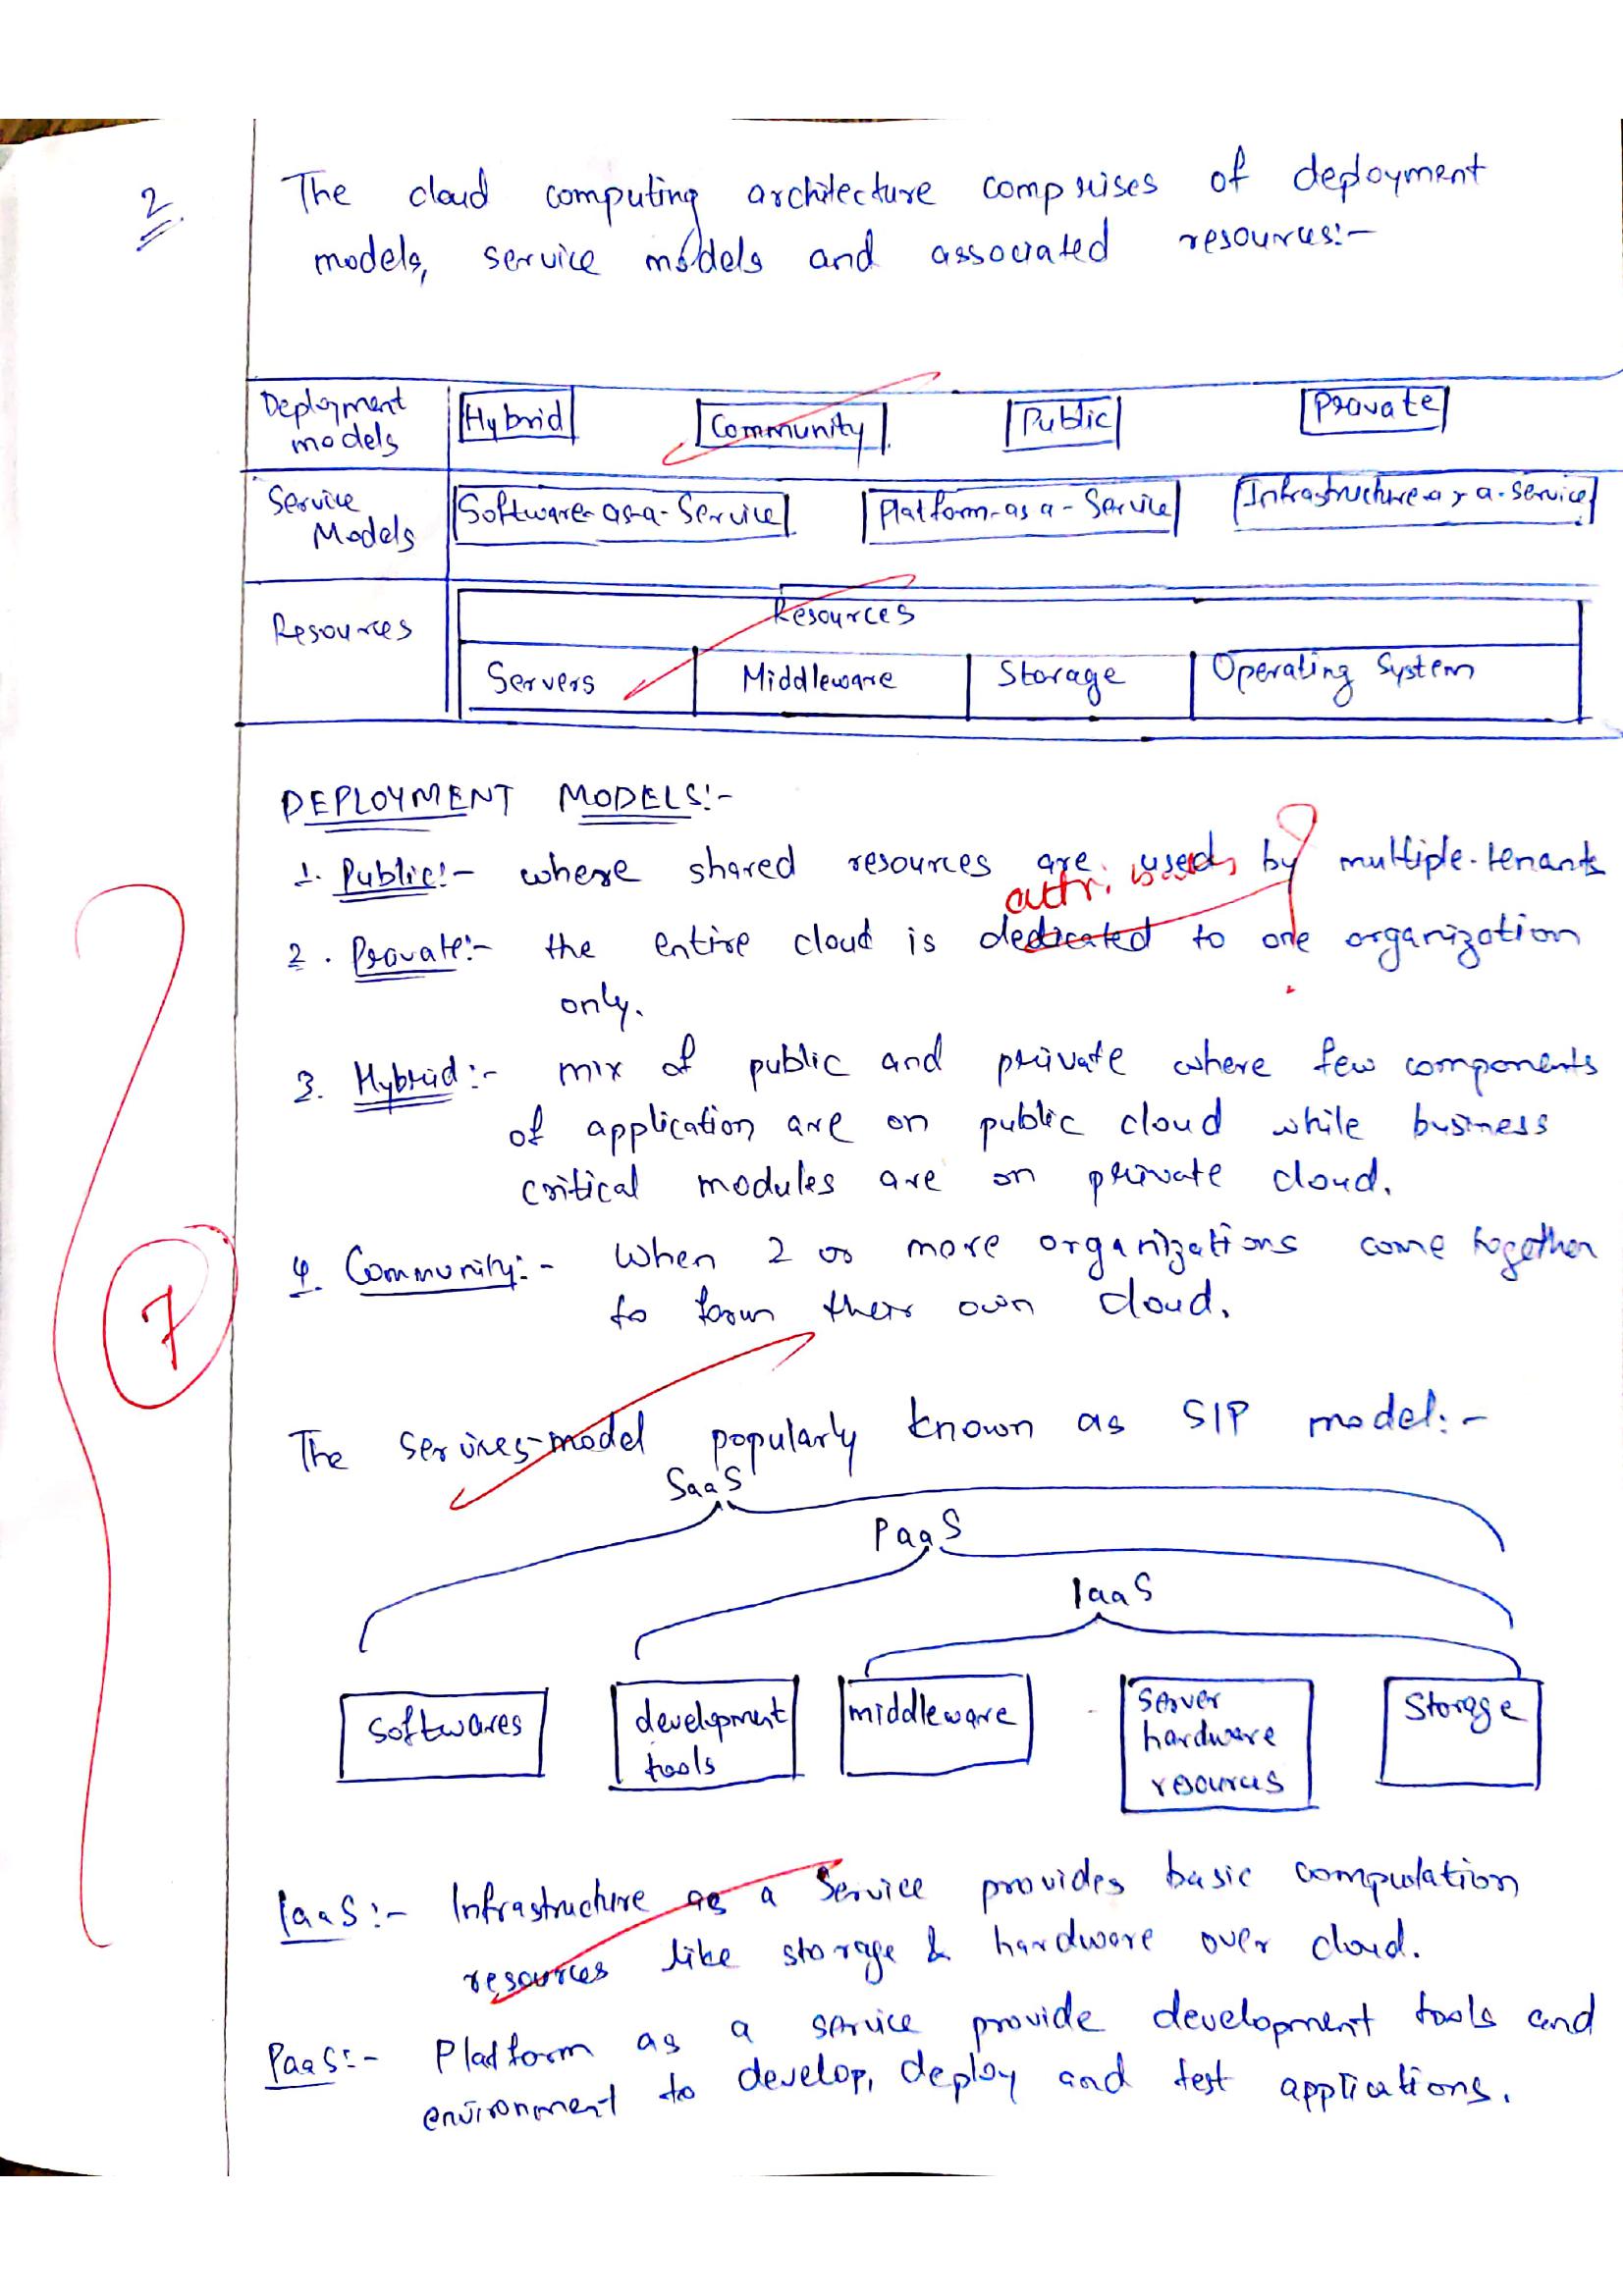 2.
The cloud computing architecture comprises of deployment
models, service models and associated resources:-
Deployment models
Hybrid Community Public Private
Service Models
Software-as-a-Service Platform-as a-Service Infrastructure-as a-service
Resources
Resources
Servers Middleware Storage Operating System
DEPLOYMENT MODELS:-
1. Public:- where shared resources are used by multiple-tenants
2. Private:- the entire cloud is dedicated to one organization
only.
3. Hybrid:- mix of public and private where few components
of application are on public cloud while business
critical modules are on private cloud.
4. Community:- When 2 or more organizations come together
to form their own cloud.
7
The services-model popularly known as SIP model:-
SaaS
PaaS
IaaS
softwares
development tools
middleware
server hardware resources
storage
IaaS:- Infrastructure as a Service provides basic computation
resources like storage & hardware over cloud.
PaaS:- Platform as a service provide development tools and
environment to develop, deploy and test applications.